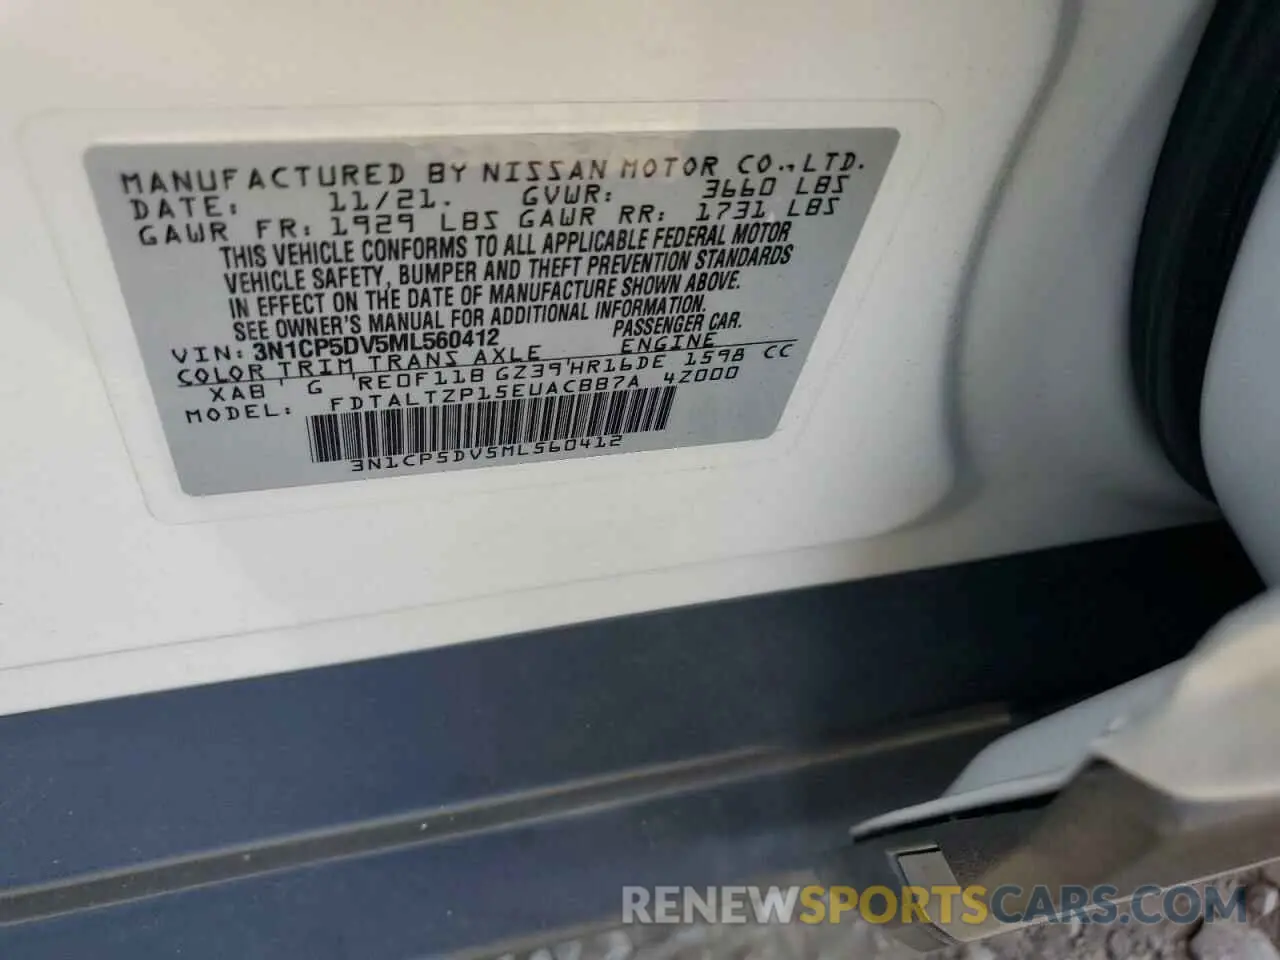 MANUFACTURED BY NISSAN MOTOR CO.,LTD.
DATE: 11/21. GVWR: 3660 LBS
GAWR FR: 1929 LBS GAWR RR: 1731 LBS
THIS VEHICLE CONFORMS TO ALL APPLICABLE FEDERAL MOTOR
VEHICLE SAFETY, BUMPER AND THEFT PREVENTION STANDARDS
IN EFFECT ON THE DATE OF MANUFACTURE SHOWN ABOVE.
SEE OWNER'S MANUAL FOR ADDITIONAL INFORMATION.
VIN: 3N1CP5DV5ML560412 PASSENGER CAR.
COLOR TRIM TRANS AXLE ENGINE
XAB G RE0F11B GZ39 HR16DE 1598 CC
MODEL: FDTALTZP15EUACBB7A 4Z000
3N1CP5DV5ML560412
RENEWSPORTSCARS.COM